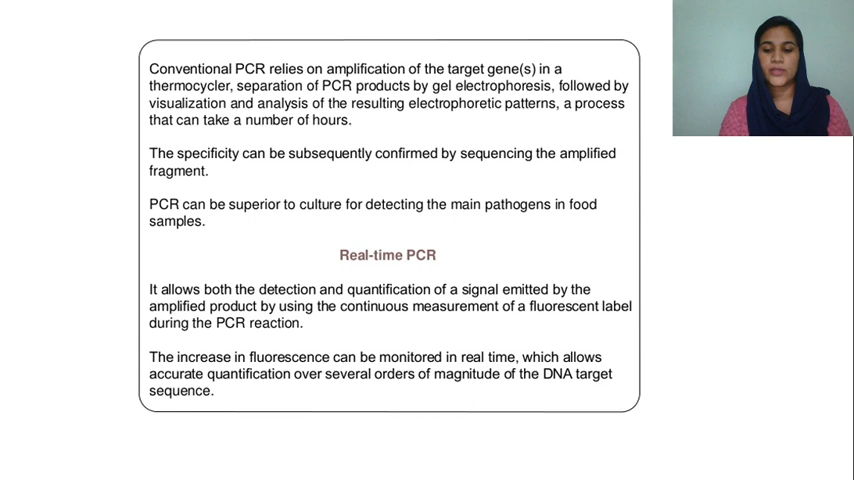 Conventional PCR relies on amplification of the target gene(s) in a
thermocycler, separation of PCR products by gel electrophoresis, followed by
visualization and analysis of the resulting electrophoretic patterns, a process
that can take a number of hours.
The specificity can be subsequently confirmed by sequencing the amplified
fragment.
PCR can be superior to culture for detecting the main pathogens in food
samples.
Real-time PCR
It allows both the detection and quantification of a signal emitted by the
amplified product by using the continuous measurement of a fluorescent label
during the PCR reaction.
The increase in fluorescence can be monitored in real time, which allows
accurate quantification over several orders of magnitude of the DNA target
sequence.